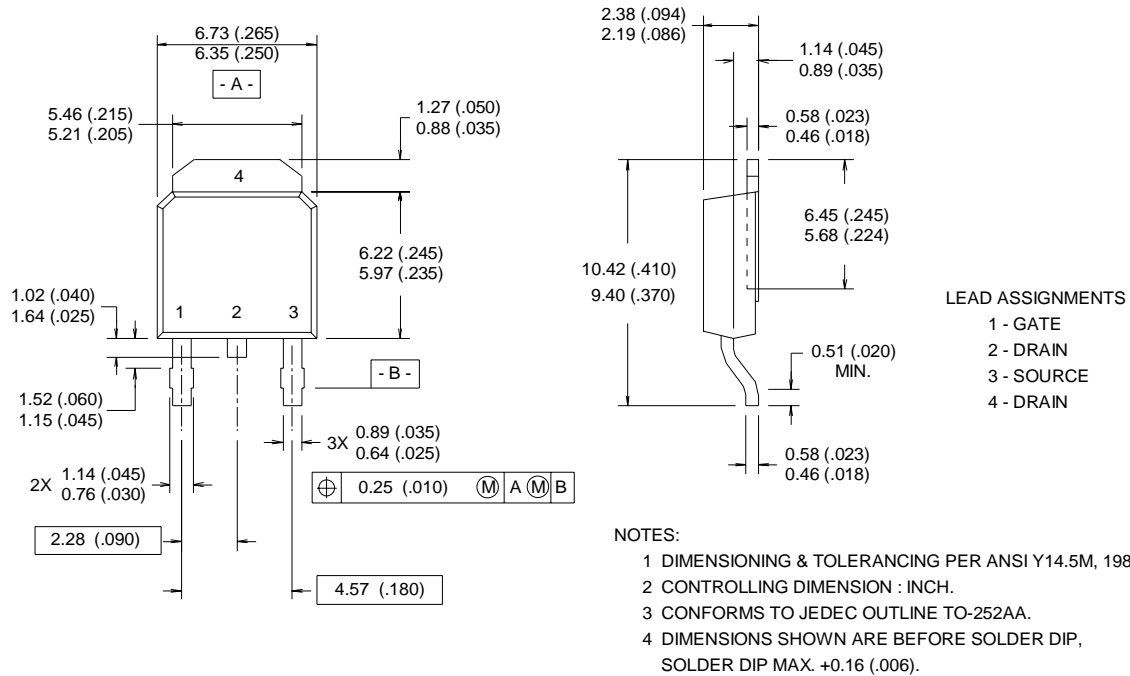 6.73 (.265)
6.35 (.250)
- A -
5.46 (.215)
5.21 (.205)
1.27 (.050)
0.88 (.035)
4
6.22 (.245)
5.97 (.235)
1.02 (.040)
1.64 (.025)
1 2 3
- B -
1.52 (.060)
1.15 (.045)
3X 0.89 (.035)
0.64 (.025)
2X 1.14 (.045)
0.76 (.030)
0.25 (.010) M A M B
2.28 (.090)
4.57 (.180)
2.38 (.094)
2.19 (.086)
1.14 (.045)
0.89 (.035)
0.58 (.023)
0.46 (.018)
6.45 (.245)
5.68 (.224)
10.42 (.410)
9.40 (.370)
0.51 (.020)
MIN.
0.58 (.023)
0.46 (.018)
LEAD ASSIGNMENTS
1 - GATE
2 - DRAIN
3 - SOURCE
4 - DRAIN
NOTES:
1 DIMENSIONING & TOLERANCING PER ANSI Y14.5M, 198
2 CONTROLLING DIMENSION : INCH.
3 CONFORMS TO JEDEC OUTLINE TO-252AA.
4 DIMENSIONS SHOWN ARE BEFORE SOLDER DIP,
SOLDER DIP MAX. +0.16 (.006).